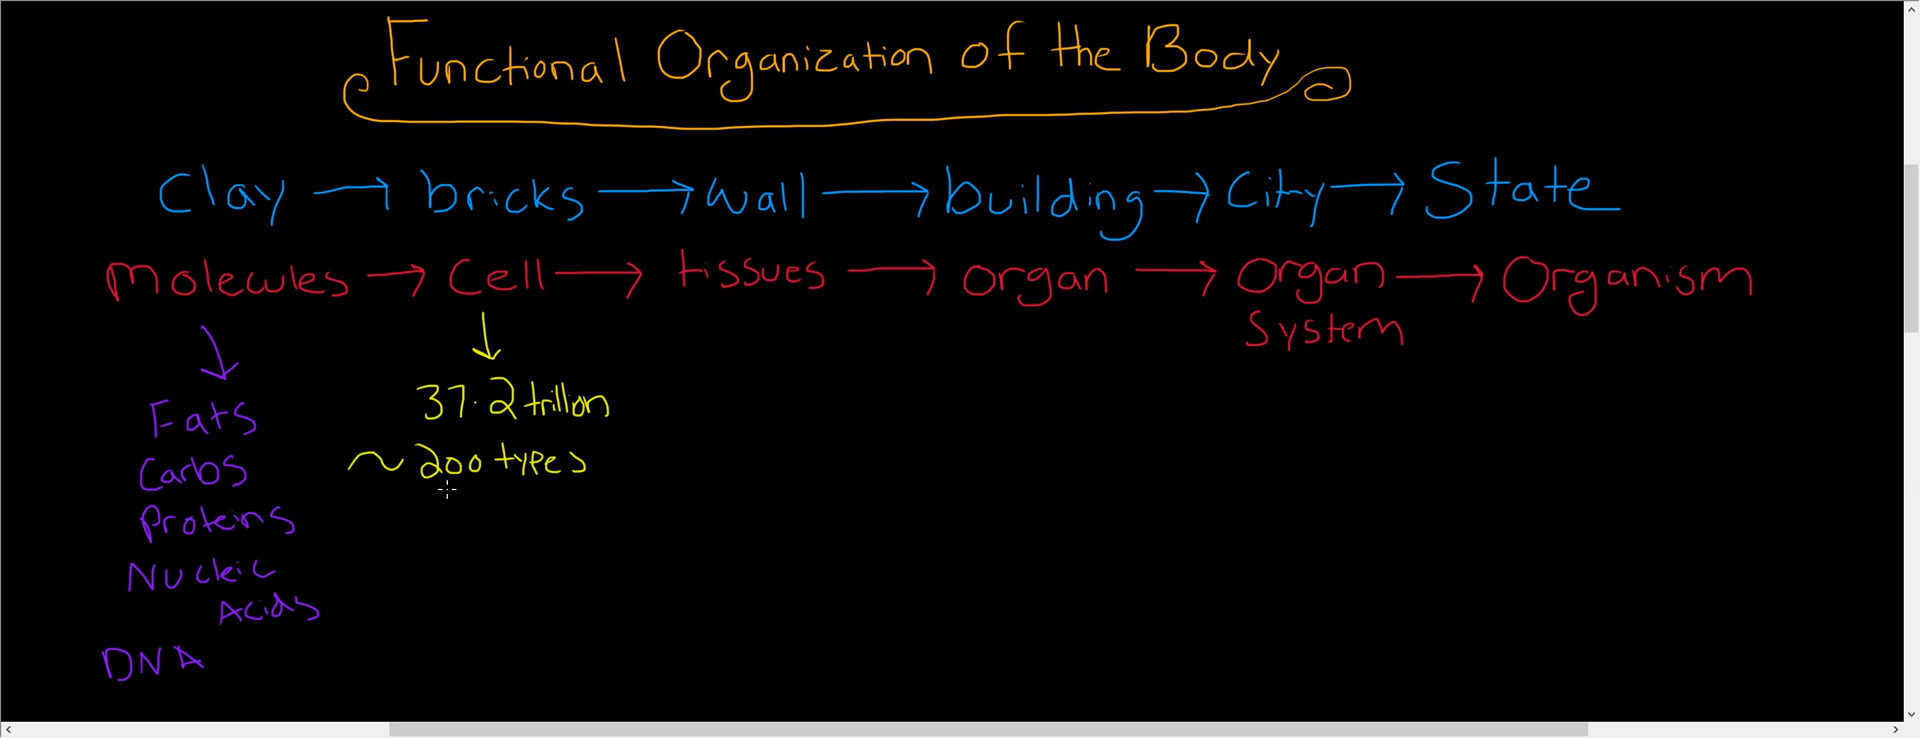 Functional Organization of the Body
Clay → bricks → wall → building → City → State
Molecules → Cell → tissues → organ → Organ System → Organism
Fats
Carbs
Proteins
Nucleic Acids
DNA
37.2 trillon
~ 200 types